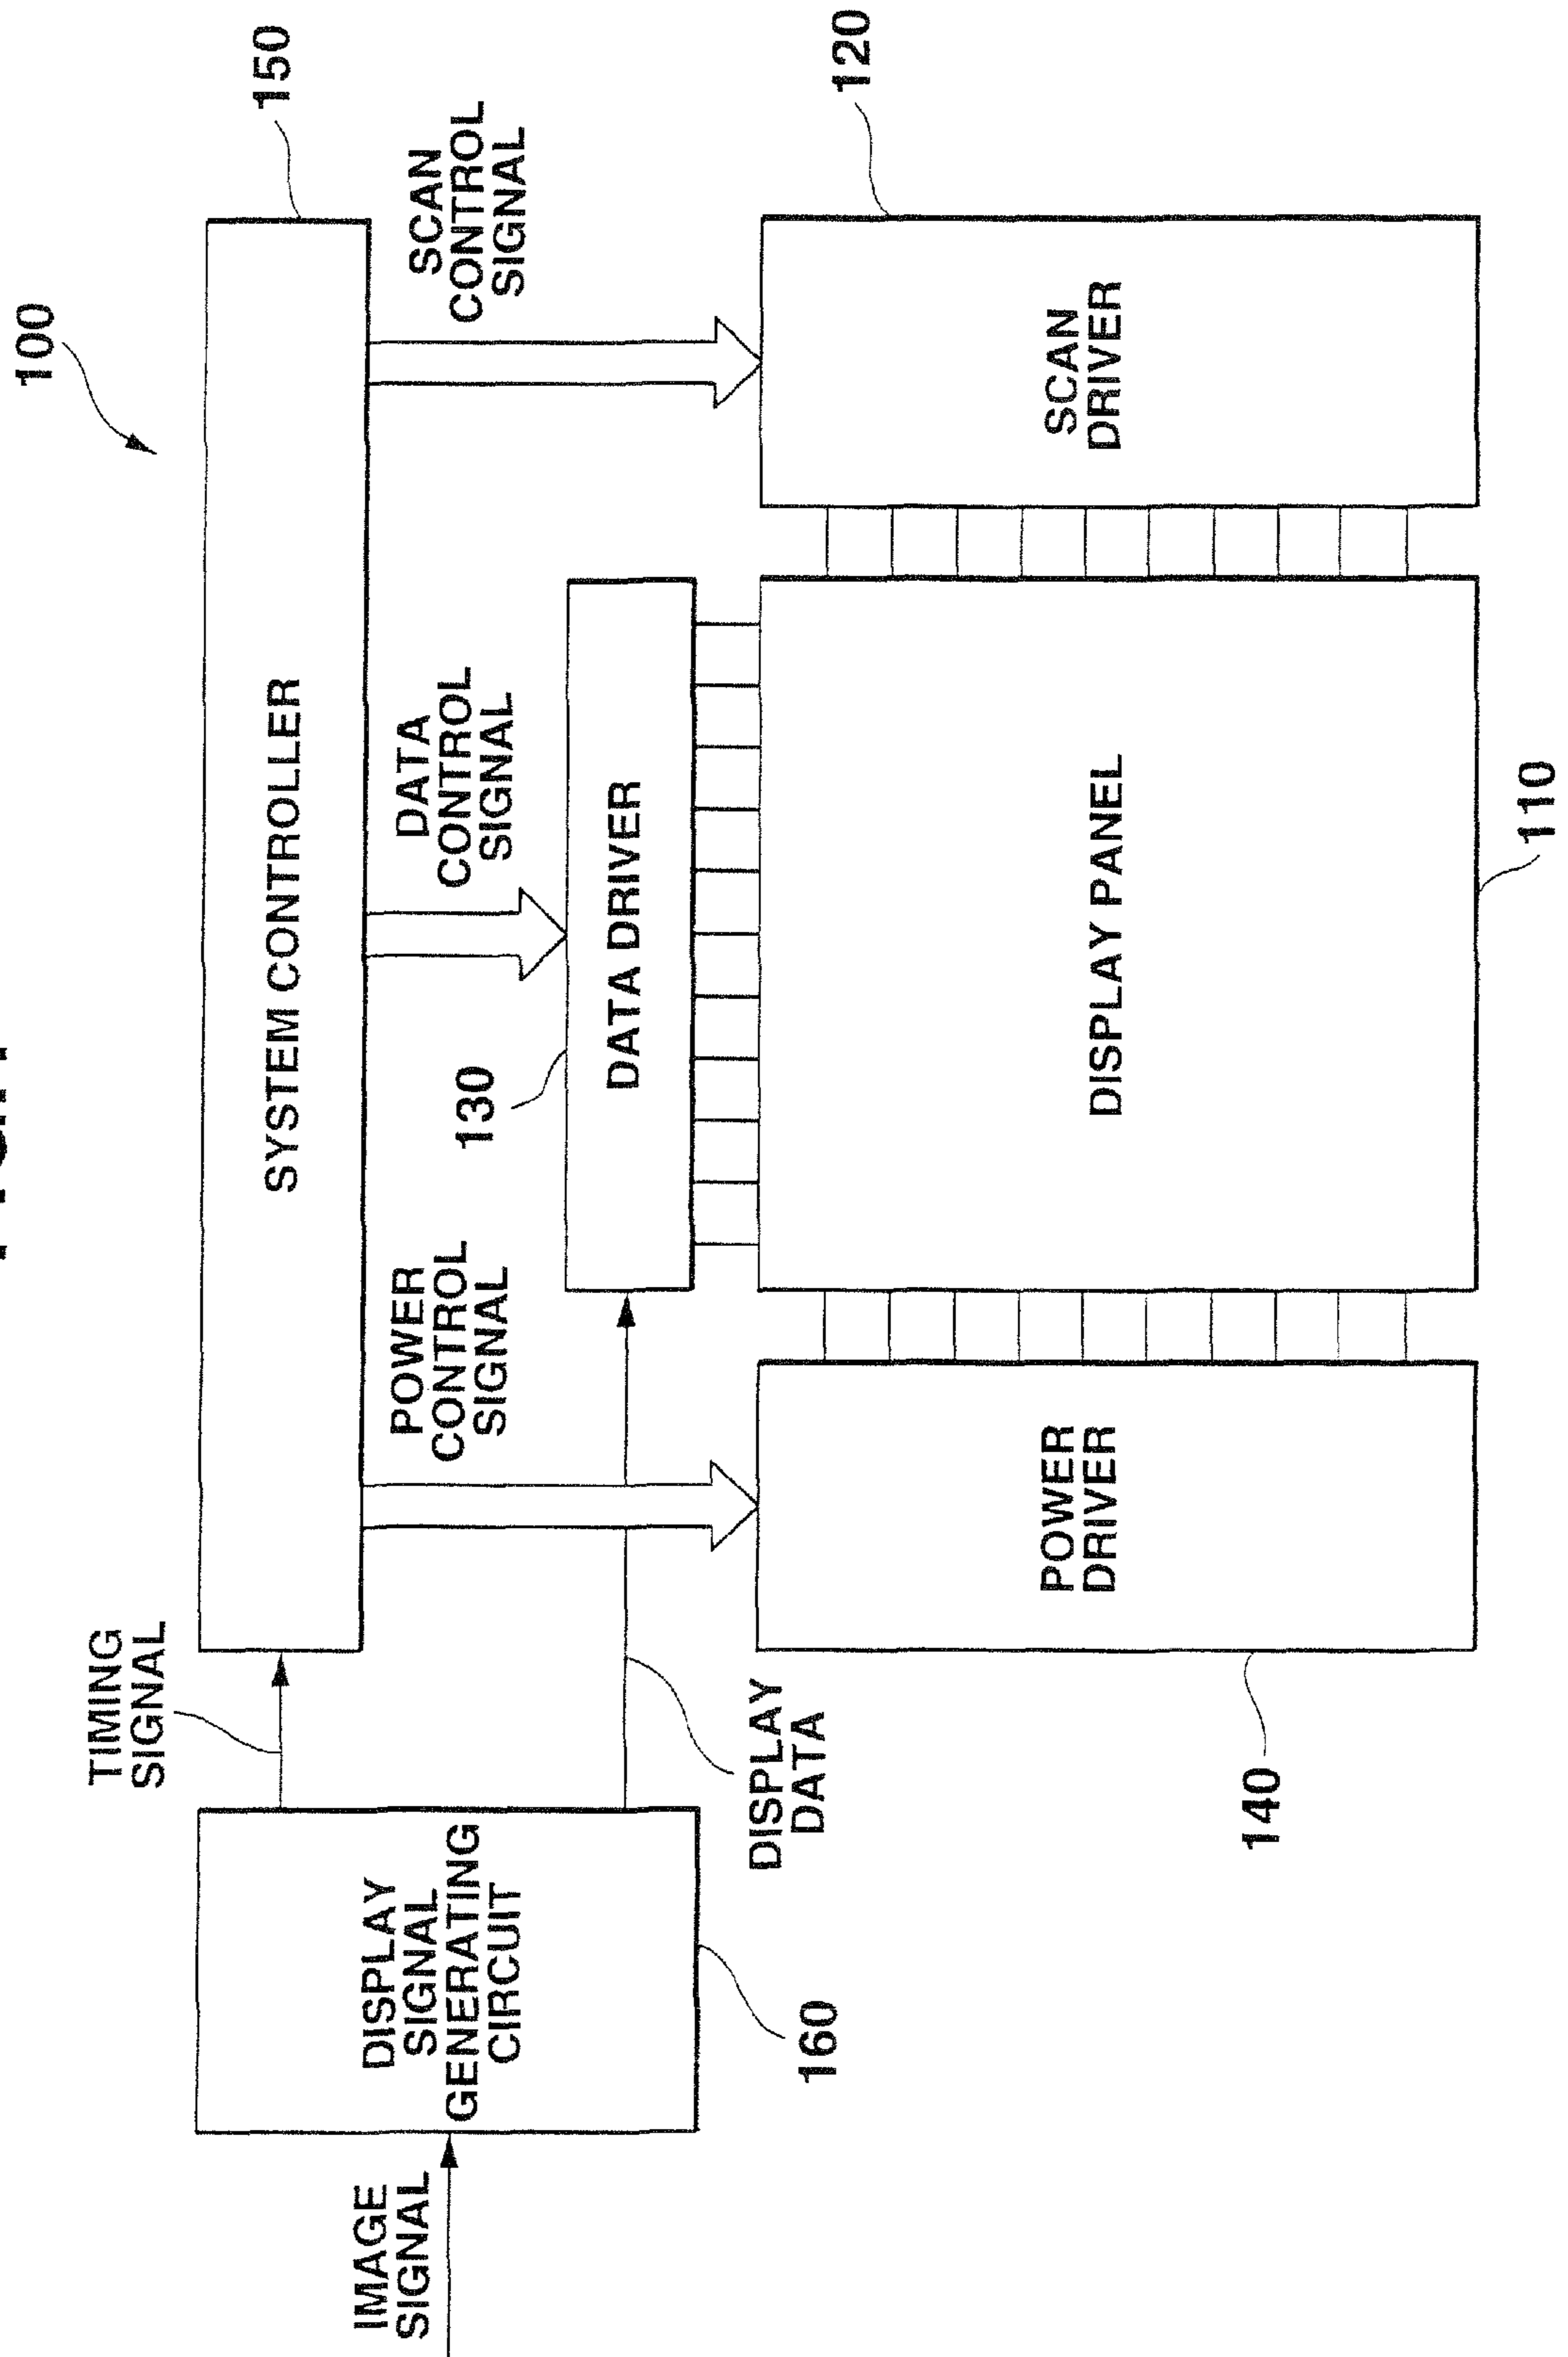 100
150
SYSTEM CONTROLLER
TIMING
SIGNAL
IMAGE
SIGNAL
DISPLAY
SIGNAL
GENERATING
CIRCUIT
160
POWER
CONTROL
SIGNAL
DATA
CONTROL
SIGNAL
SCAN
CONTROL
SIGNAL
130
DATA DRIVER
DISPLAY
DATA
120
POWER
DRIVER
DISPLAY PANEL
SCAN
DRIVER
140
110